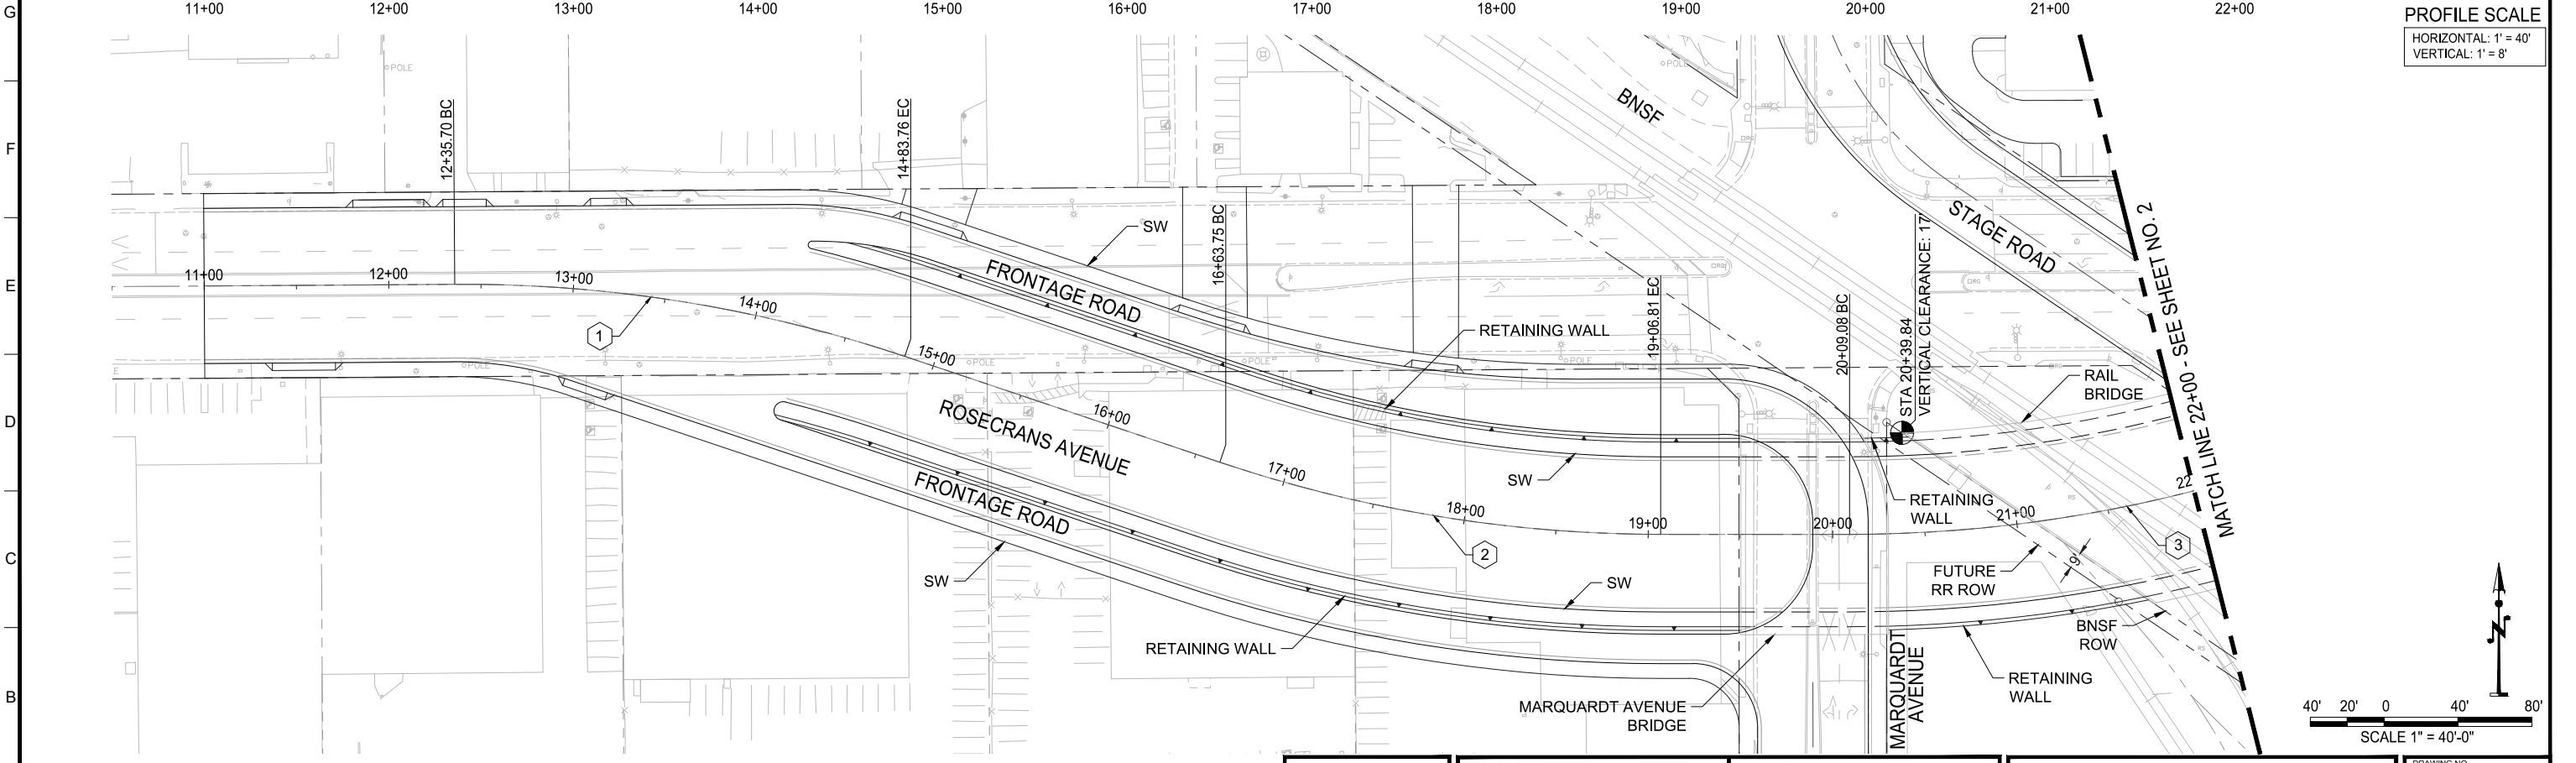 G
11+00 12+00 13+00 14+00 15+00 16+00 17+00 18+00 19+00 20+00 21+00 22+00
PROFILE SCALE
HORIZONTAL: 1' = 40'
VERTICAL: 1' = 8'
POLE
POLE
BNSF
F
12+35.70 BC
14+83.76 EC
16+63.75 BC
SW
STAGE ROAD
E
11+00
12+00
13+00
14+00
1
FRONTAGE ROAD
RETAINING WALL
19+06.81 EC
20+09.08 BC
STA 20+39.84
VERTICAL CLEARANCE: 17'
MATCH LINE 22+00 - SEE SHEET NO. 2
15+00
POLE
POLE
POLE
POLE
RAIL
BRIDGE
D
ROSECRANS AVENUE
16+00
17+00
SW
FRONTAGE ROAD
18+00
19+00
20+00
21+00
22
RETAINING
WALL
C
2
3
SW
SW
FUTURE
RR ROW
9'
RETAINING WALL
BNSF
ROW
MARQUARDT
AVENUE
RETAINING
WALL
B
MARQUARDT AVENUE
BRIDGE
N
40' 20' 0 40' 80'
SCALE 1" = 40'-0"